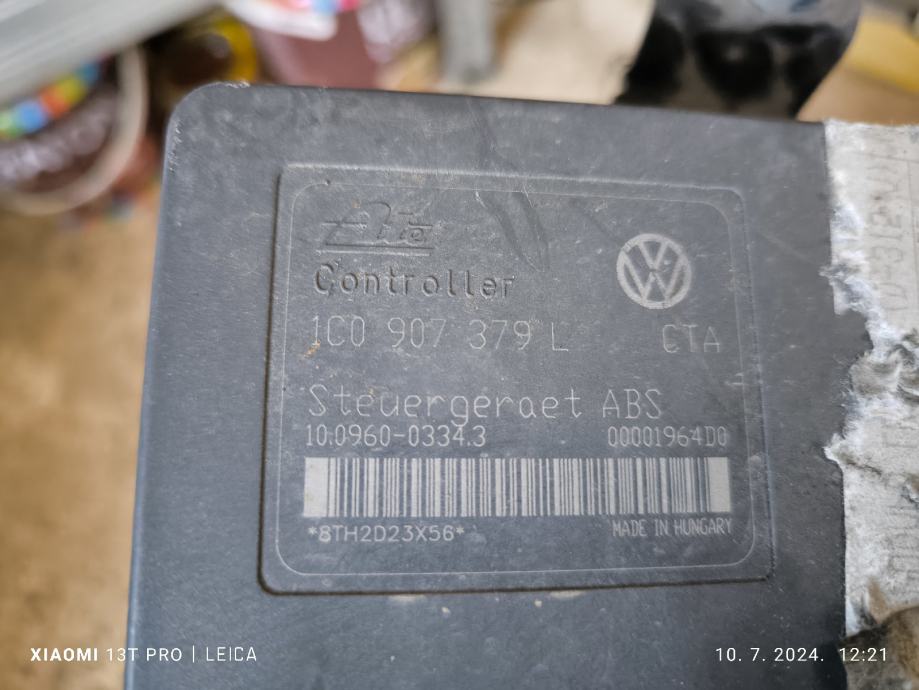 Ate
Controller
1C0 907 379 L CTA
Steuergeraet ABS
10.0960-0334.3 00001964D0
*8TH2D23X56* MADE IN HUNGARY
XIAOMI 13T PRO | LEICA 10. 7. 2024. 12:21